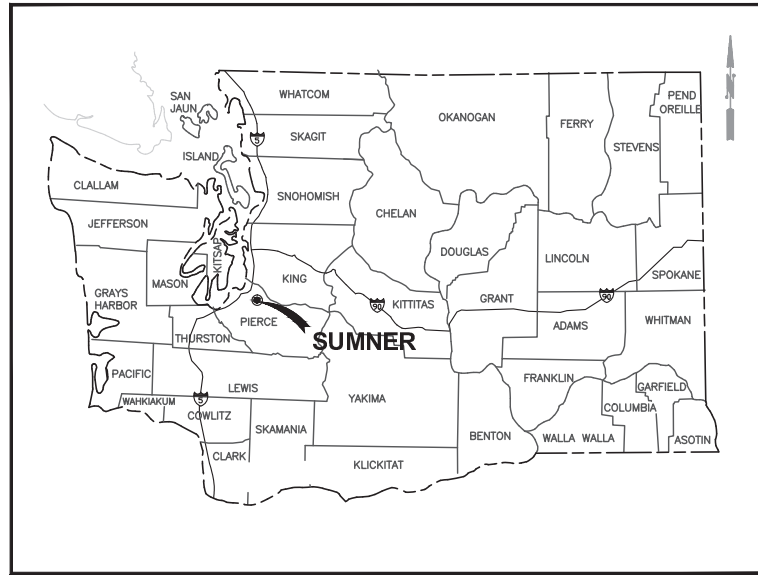 WHATCOM
SAN
JAUN
PEND
OREILLE
OKANOGAN
FERRY
SKAGIT
5
STEVENS
ISLAND
CLALLAM
SNOHOMISH
CHELAN
JEFFERSON
DOUGLAS
LINCOLN
KITSAP
SPOKANE
MASON
KING
GRAYS
HARBOR
90
KITTITAS
GRANT
90
PIERCE
WHITMAN
ADAMS
THURSTON
SUMNER
PACIFIC
FRANKLIN
LEWIS
GARFIELD
WAHKIAKUM
5
YAKIMA
COLUMBIA
COWLITZ
SKAMANIA
BENTON
WALLA WALLA
ASOTIN
CLARK
KLICKITAT
N